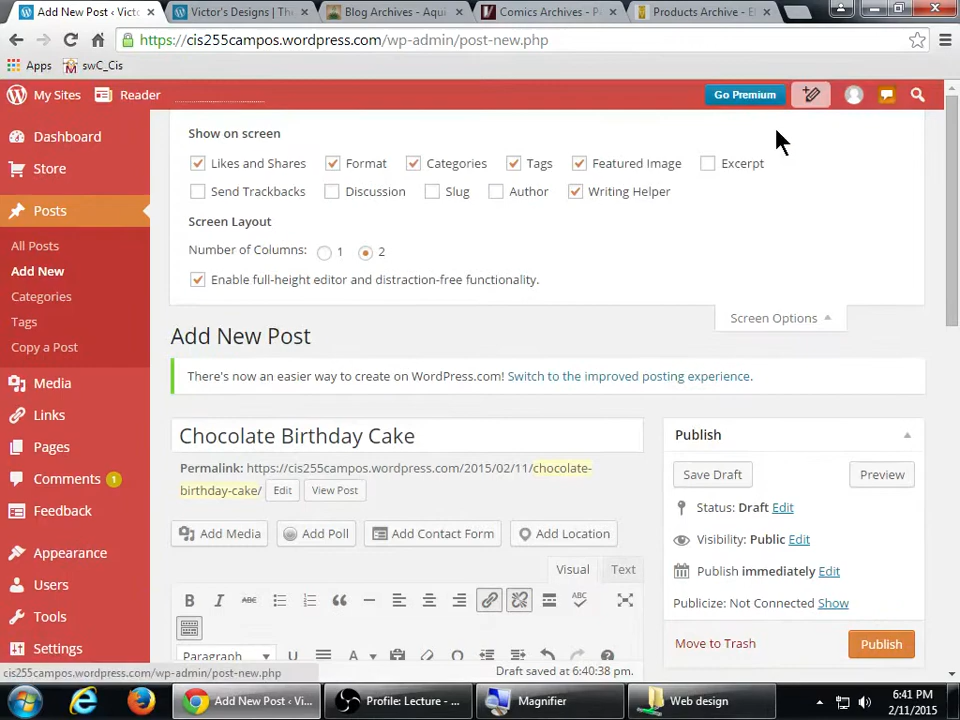 Add New Post ‹ Victo
Victor's Designs | The
Blog Archives - Aqui
Comics Archives - P
Products Archive - El
https://cis255campos.wordpress.com/wp-admin/post-new.php
Apps
swC_Cis
My Sites
Reader
Go Premium
Dashboard
Store
Posts
All Posts
Add New
Categories
Tags
Copy a Post
Media
Links
Pages
Comments 1
Feedback
Appearance
Users
Tools
Settings
Show on screen
Likes and Shares Format Categories Tags Featured Image Excerpt
Send Trackbacks Discussion Slug Author Writing Helper
Screen Layout
Number of Columns: 1 2
Enable full-height editor and distraction-free functionality.
Screen Options
Add New Post
There's now an easier way to create on WordPress.com! Switch to the improved posting experience.
Chocolate Birthday Cake
Permalink: https://cis255campos.wordpress.com/2015/02/11/chocolate-
birthday-cake/ Edit View Post
Add Media Add Poll Add Contact Form Add Location
Visual Text
B I ABC ABC
Paragraph U A Ω ?
Draft saved at 6:40:38 pm.
Publish
Save Draft Preview
Status: Draft Edit
Visibility: Public Edit
Publish immediately Edit
Publicize: Not Connected Show
Move to Trash Publish
cis255campos.wordpress.com/wp-admin/post-new.php
Add New Post ‹ Vi...
Profile: Lecture - ...
Magnifier
Web design
6:41 PM
2/11/2015